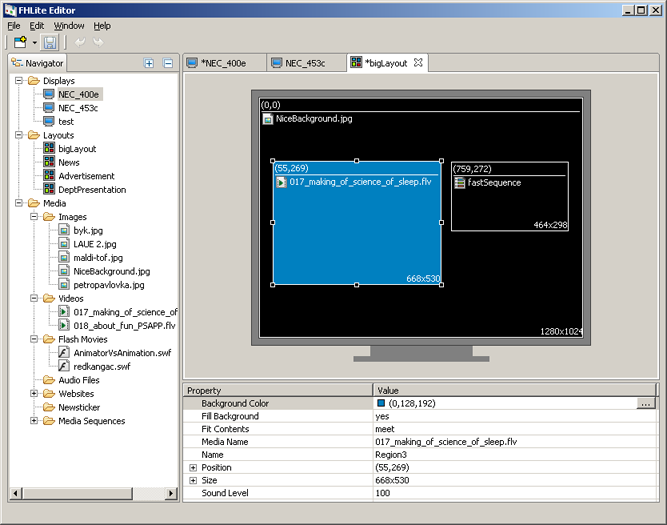 FHLite Editor
File Edit Window Help
Navigator
*NEC_400e NEC_453c *bigLayout
Displays
NEC_400e
NEC_453c
test
Layouts
bigLayout
News
Advertisement
DeptPresentation
Media
Images
byk.jpg
LAUE 2.jpg
maldi-tof.jpg
NiceBackground.jpg
petropavlovka.jpg
Videos
017_making_of_science_of
018_about_fun_PSAPP.flv
Flash Movies
AnimatorVsAnimation.swf
redkangac.swf
Audio Files
Websites
Newsticker
Media Sequences
(0,0)
NiceBackground.jpg
(55,269)
017_making_of_science_of_sleep.flv
668x530
(759,272)
fastSequence
464x298
1280x1024
Property Value
Background Color (0,128,192) ...
Fill Background yes
Fit Contents meet
Media Name 017_making_of_science_of_sleep.flv
Name Region3
Position (55,269)
Size 668x530
Sound Level 100